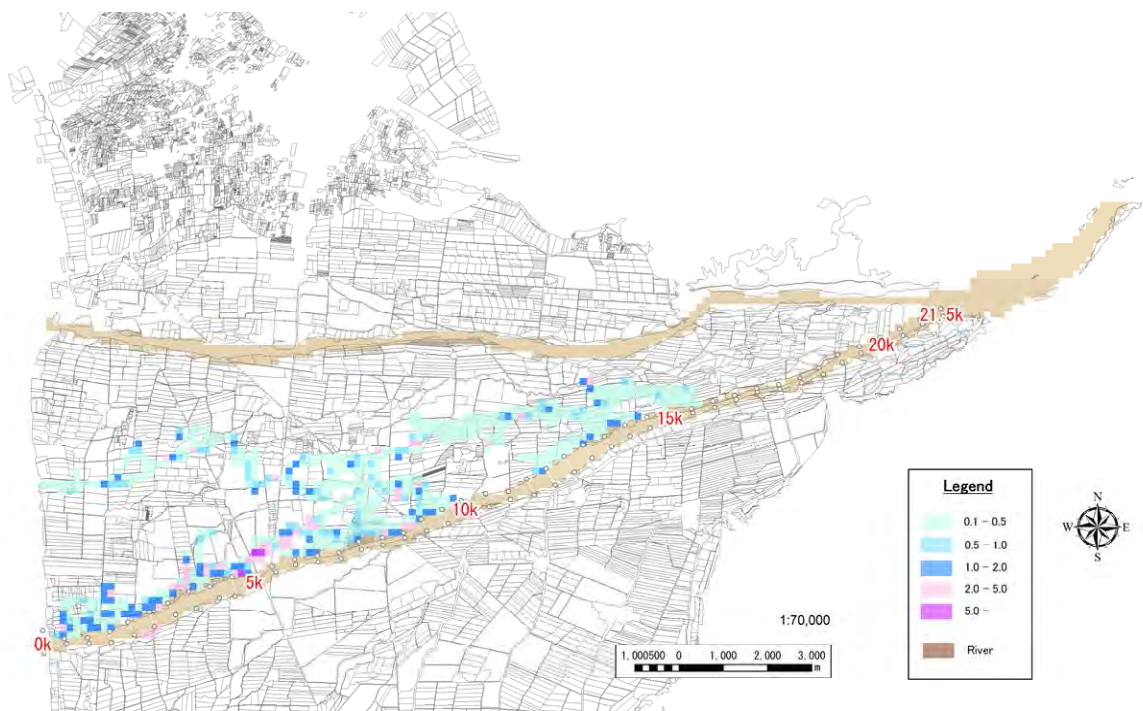 21.5k
20k
15k
10k
5k
0k
Legend
0.1 - 0.5
0.5 - 1.0
1.0 - 2.0
2.0 - 5.0
5.0 -
River
N
W E
S
1:70,000
1,000500 0 1,000 2,000 3,000
m